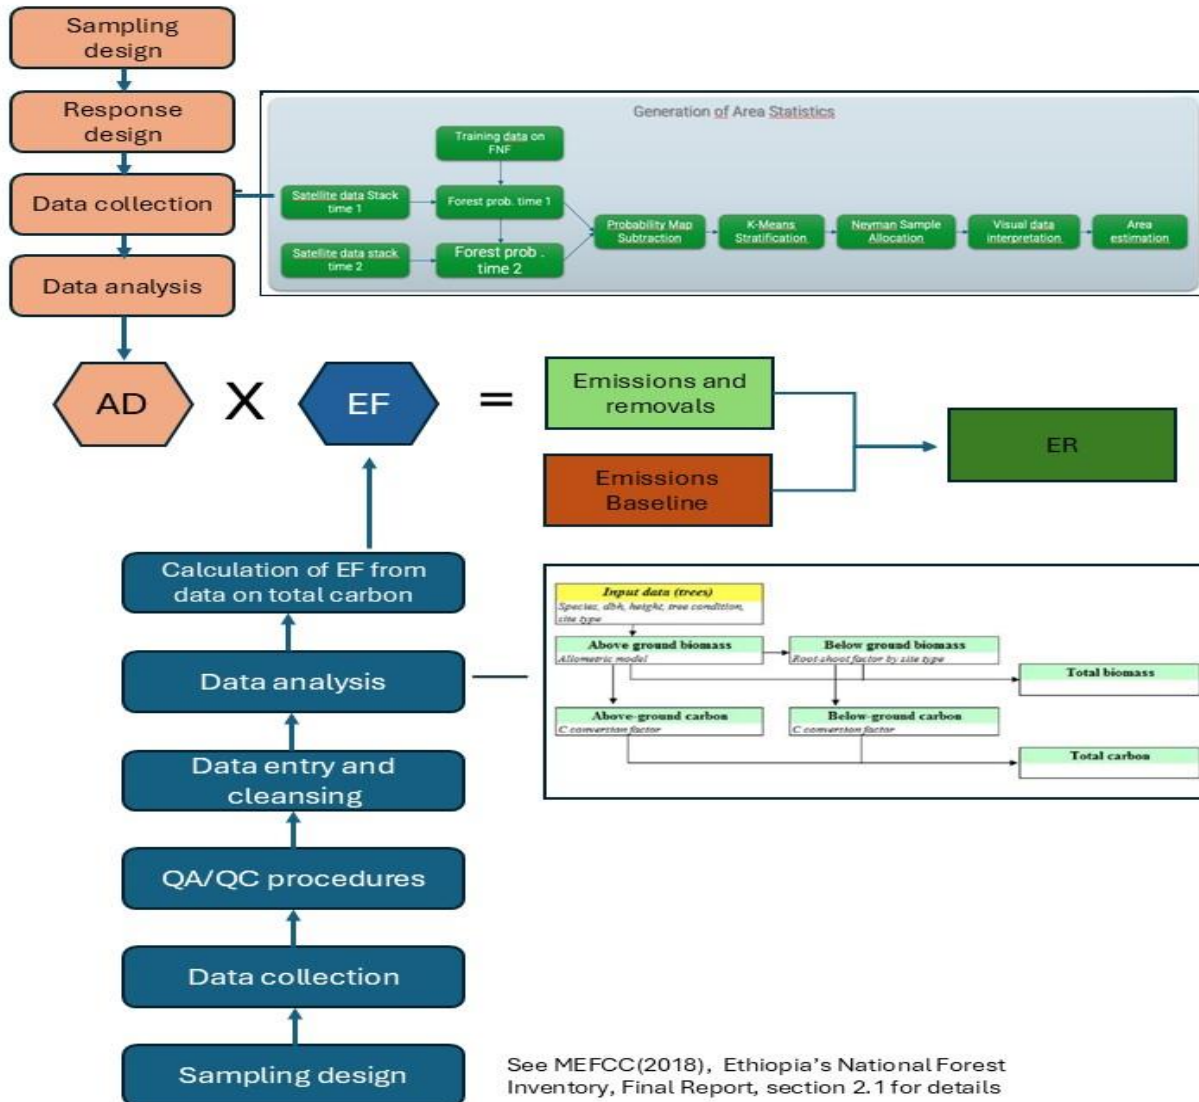 Sampling
design
Response
design
Data collection
Data analysis
Generation of Area Statistics
Training data on
FNF
Satellite data Stack
time 1
Forest prob. time 1
Satellite data stack
time 2
Forest prob .
time 2
Probability Map
Subtraction
K-Means
Stratification
Neyman Sample
Allocation
Visual data
interpretation
Area
estimation
AD
X
EF
=
Emissions and
removals
Emissions
Baseline
ER
Calculation of EF from
data on total carbon
Data analysis
Data entry and
cleansing
QA/QC procedures
Data collection
Sampling design
Input data (trees)
Species, dbh, height, tree condition,
site type
Above ground biomass
Allometric model
Below ground biomass
Root-shoot factor by site type
Total biomass
Above-ground carbon
C conversion factor
Below-ground carbon
C conversion factor
Total carbon
See MEFCC(2018), Ethiopia's National Forest
Inventory, Final Report, section 2.1 for details